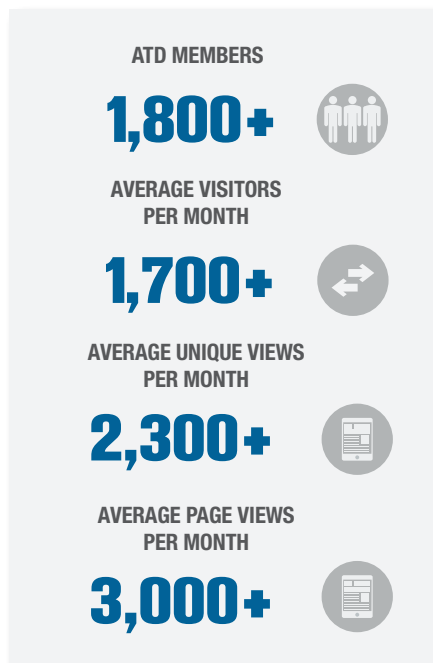 ATD MEMBERS
1,800+
AVERAGE VISITORS
PER MONTH
1,700+
AVERAGE UNIQUE VIEWS
PER MONTH
2,300+
AVERAGE PAGE VIEWS
PER MONTH
3,000+